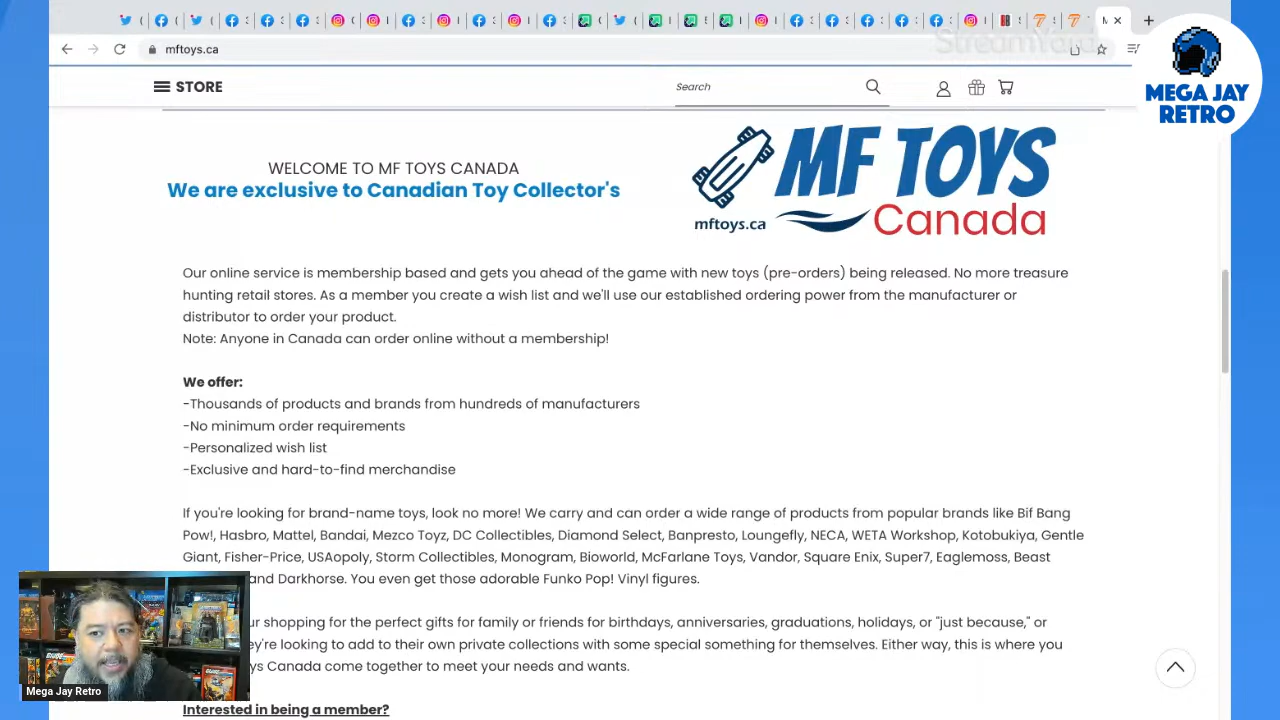 mftoys.ca
StreamYard
STORE
Search
MEGA JAY
RETRO
WELCOME TO MF TOYS CANADA
We are exclusive to Canadian Toy Collector's
MF TOYS
mftoys.ca
Canada
Our online service is membership based and gets you ahead of the game with new toys (pre-orders) being released. No more treasure
hunting retail stores. As a member you create a wish list and we'll use our established ordering power from the manufacturer or
distributor to order your product.
Note: Anyone in Canada can order online without a membership!
We offer:
-Thousands of products and brands from hundreds of manufacturers
-No minimum order requirements
-Personalized wish list
-Exclusive and hard-to-find merchandise
If you're looking for brand-name toys, look no more! We carry and can order a wide range of products from popular brands like Bif Bang
Pow!, Hasbro, Mattel, Bandai, Mezco Toyz, DC Collectibles, Diamond Select, Banpresto, Loungefly, NECA, WETA Workshop, Kotobukiya, Gentle
Giant, Fisher-Price, USAopoly, Storm Collectibles, Monogram, Bioworld, McFarlane Toys, Vandor, Square Enix, Super7, Eaglemoss, Beast
and Darkhorse. You even get those adorable Funko Pop! Vinyl figures.
shopping for the perfect gifts for family or friends for birthdays, anniversaries, graduations, holidays, or "just because," or
looking to add to their own private collections with some special something for themselves. Either way, this is where you
Canada come together to meet your needs and wants.
Mega Jay Retro
Interested in being a member?